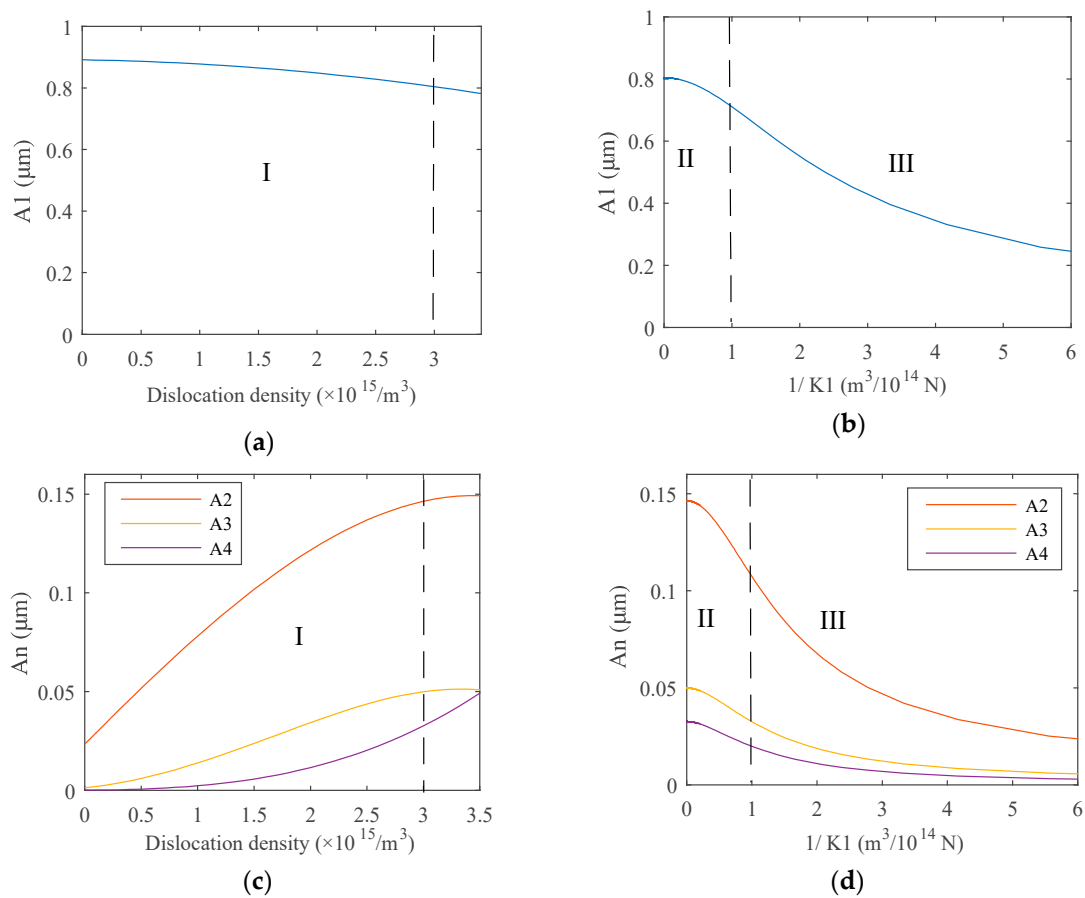 1
0.8
0.6
0.4
0.2
0
A1 (μm)
I
0 0.5 1 1.5 2 2.5 3
Dislocation density (×10 15/m3)
(a)
1
0.8
0.6
0.4
0.2
0
A1 (μm)
II
III
0 1 2 3 4 5 6
1/ K1 (m3/10 14 N)
(b)
0.15
0.1
0.05
0
An (μm)
A2
A3
A4
I
0 0.5 1 1.5 2 2.5 3 3.5
Dislocation density (×10 15/m3)
(c)
0.15
0.1
0.05
0
An (μm)
A2
A3
A4
II
III
0 1 2 3 4 5 6
1/ K1 (m3/10 14 N)
(d)